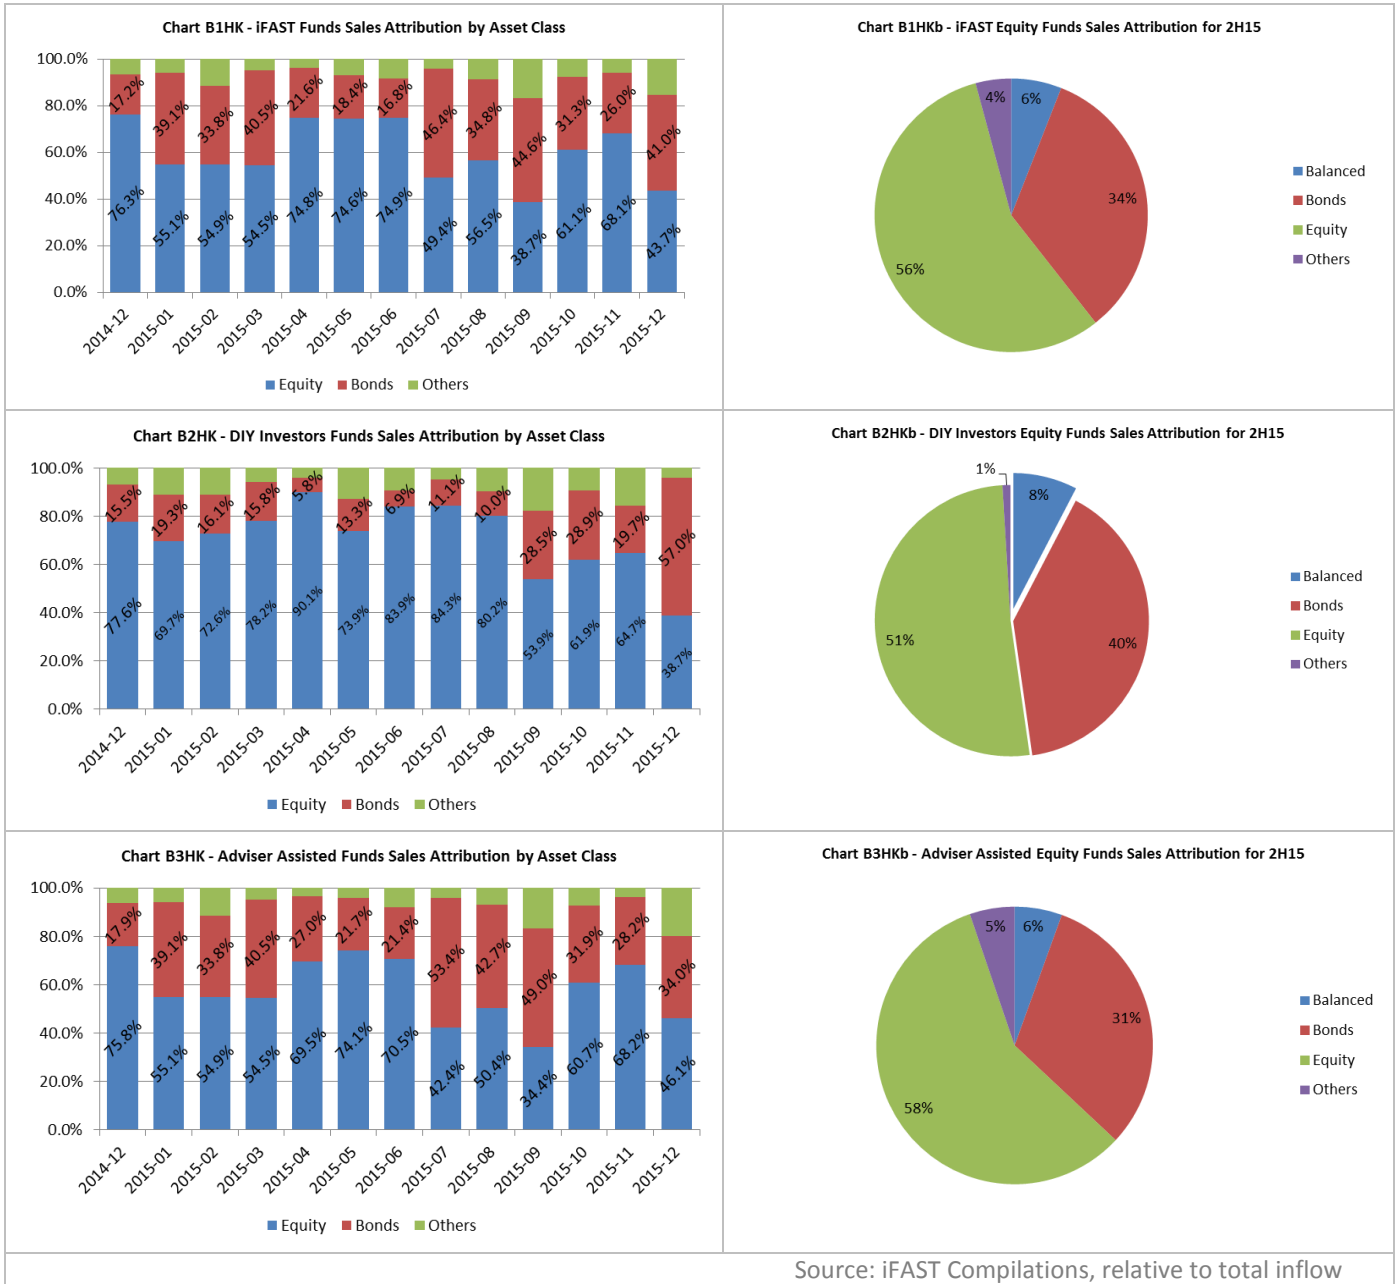 Chart B1HK - iFAST Funds Sales Attribution by Asset Class
100.0%
80.0%
60.0%
40.0%
20.0%
0.0%
17.2% 39.1% 33.8% 40.5% 21.6% 18.4% 16.8% 46.4% 34.8% 44.6% 31.3% 26.0% 41.0%
76.3% 55.1% 54.9% 54.5% 74.8% 74.6% 74.9% 49.4% 56.5% 38.7% 61.1% 68.1% 43.7%
2014-12 2015-01 2015-02 2015-03 2015-04 2015-05 2015-06 2015-07 2015-08 2015-09 2015-10 2015-11 2015-12
Equity Bonds Others
Chart B1HKb - iFAST Equity Funds Sales Attribution for 2H15
4% 6%
34%
56%
Balanced
Bonds
Equity
Others
Chart B2HK - DIY Investors Funds Sales Attribution by Asset Class
100.0%
80.0%
60.0%
40.0%
20.0%
0.0%
15.5% 19.3% 16.1% 15.8% 5.8% 13.3% 6.9% 11.1% 10.0% 28.5% 28.9% 19.7% 57.0%
77.6% 69.7% 72.6% 78.2% 90.1% 73.9% 83.9% 84.3% 80.2% 53.9% 61.9% 64.7% 38.7%
2014-12 2015-01 2015-02 2015-03 2015-04 2015-05 2015-06 2015-07 2015-08 2015-09 2015-10 2015-11 2015-12
Equity Bonds Others
Chart B2HKb - DIY Investors Equity Funds Sales Attribution for 2H15
1%
8%
51%
40%
Balanced
Bonds
Equity
Others
Chart B3HK - Adviser Assisted Funds Sales Attribution by Asset Class
100.0%
80.0%
60.0%
40.0%
20.0%
0.0%
17.9% 39.1% 33.8% 40.5% 27.0% 21.7% 21.4% 53.4% 42.7% 49.0% 31.9% 28.2% 34.0%
75.8% 55.1% 54.9% 54.5% 69.5% 74.1% 70.5% 42.4% 50.4% 34.4% 60.7% 68.2% 46.1%
2014-12 2015-01 2015-02 2015-03 2015-04 2015-05 2015-06 2015-07 2015-08 2015-09 2015-10 2015-11 2015-12
Equity Bonds Others
Chart B3HKb - Adviser Assisted Equity Funds Sales Attribution for 2H15
5% 6%
31%
58%
Balanced
Bonds
Equity
Others
Source: iFAST Compilations, relative to total inflow